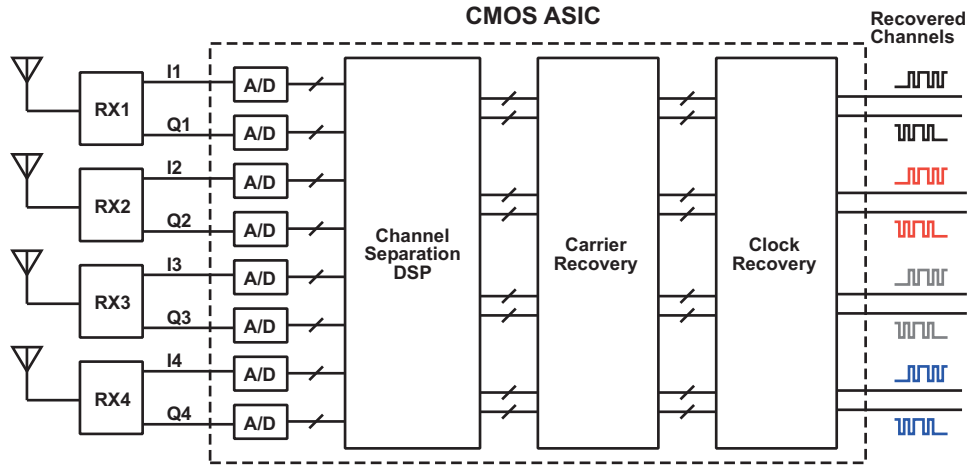 CMOS ASIC
Recovered
Channels
RX1
I1
Q1
A/D
A/D
RX2
I2
Q2
A/D
A/D
RX3
I3
Q3
A/D
A/D
RX4
I4
Q4
A/D
A/D
Channel
Separation
DSP
Carrier
Recovery
Clock
Recovery